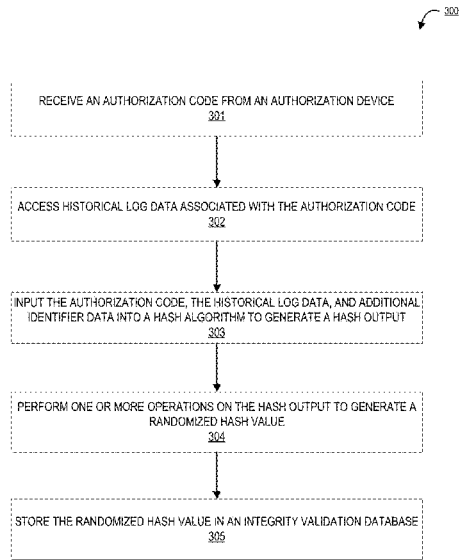 300
RECEIVE AN AUTHORIZATION CODE FROM AN AUTHORIZATION DEVICE
301
ACCESS HISTORICAL LOG DATA ASSOCIATED WITH THE AUTHORIZATION CODE
302
INPUT THE AUTHORIZATION CODE, THE HISTORICAL LOG DATA, AND ADDITIONAL
IDENTIFIER DATA INTO A HASH ALGORITHM TO GENERATE A HASH OUTPUT
303
PERFORM ONE OR MORE OPERATIONS ON THE HASH OUTPUT TO GENERATE A
RANDOMIZED HASH VALUE
304
STORE THE RANDOMIZED HASH VALUE IN AN INTEGRITY VALIDATION DATABASE
305